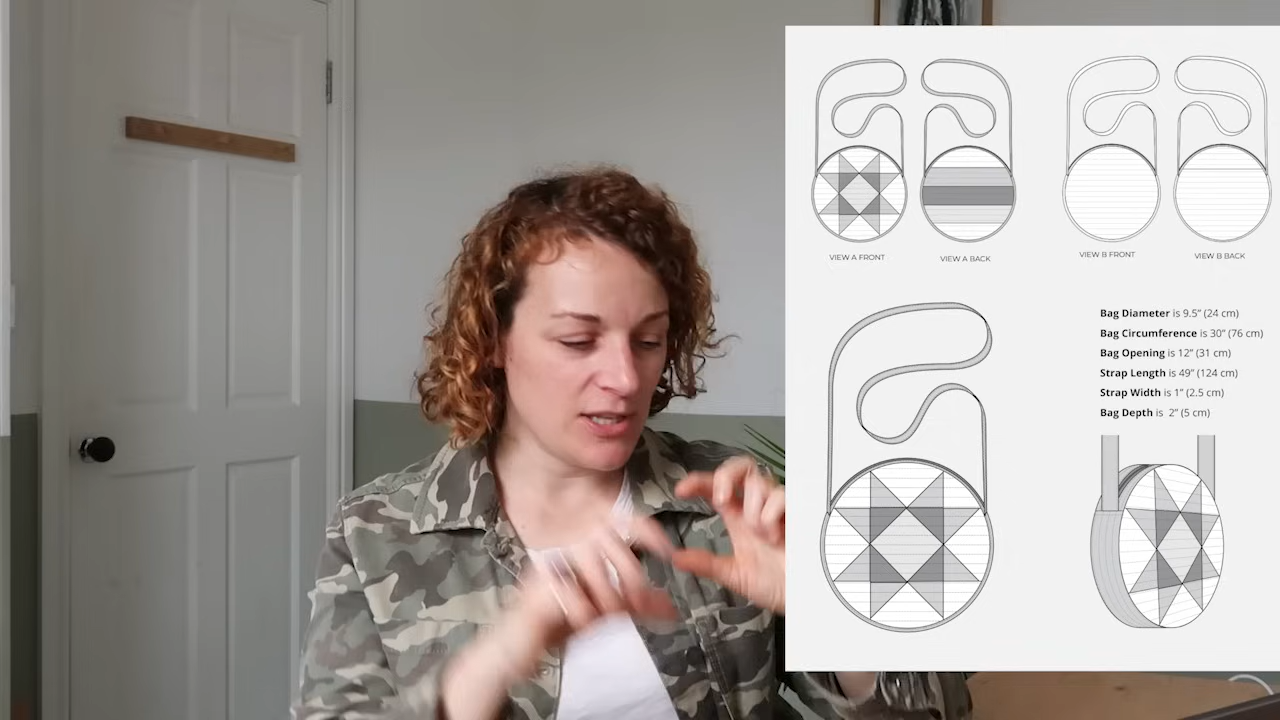 VIEW A FRONT
VIEW A BACK
VIEW B FRONT
VIEW B BACK
Bag Diameter is 9.5" (24 cm)
Bag Circumference is 30" (76 cm)
Bag Opening is 12" (31 cm)
Strap Length is 49" (124 cm)
Strap Width is 1" (2.5 cm)
Bag Depth is 2" (5 cm)